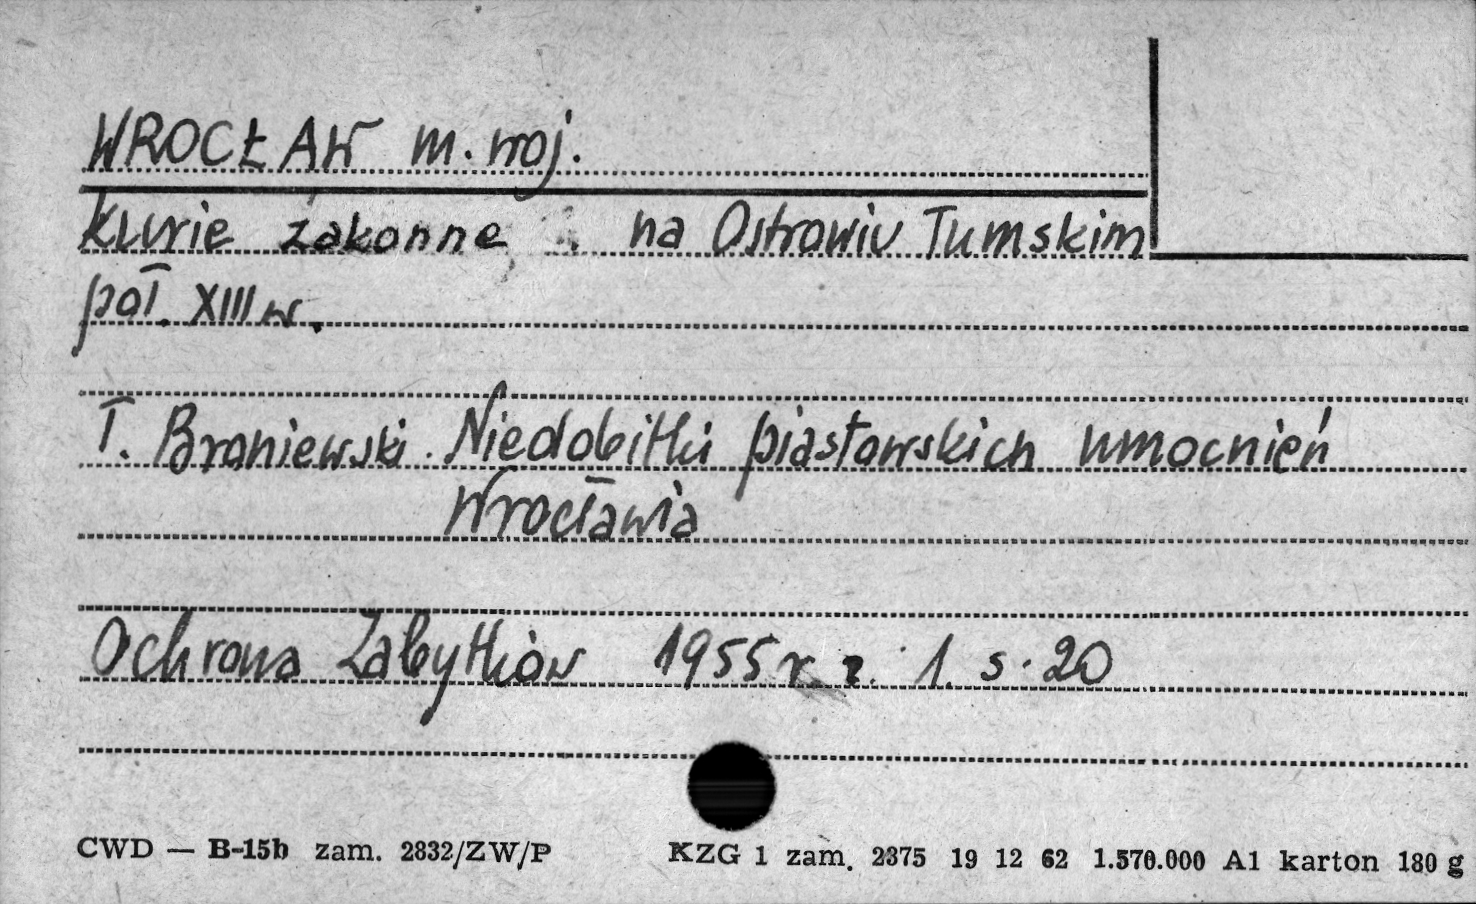 WROCŁAW m. woj.
Kurie zakonne na Ostrowiu Tumskim
poł. XIII w.
T. Broniewski. Niedobitki piastowskich umocnień
Wrocławia
Ochrona Zabytków 1955 r. z. 1. s. 20
CWD — B-15b zam. 2832/ZW/P KZG 1 zam. 2375 19 12 62 1.570.000 A1 karton 180 g